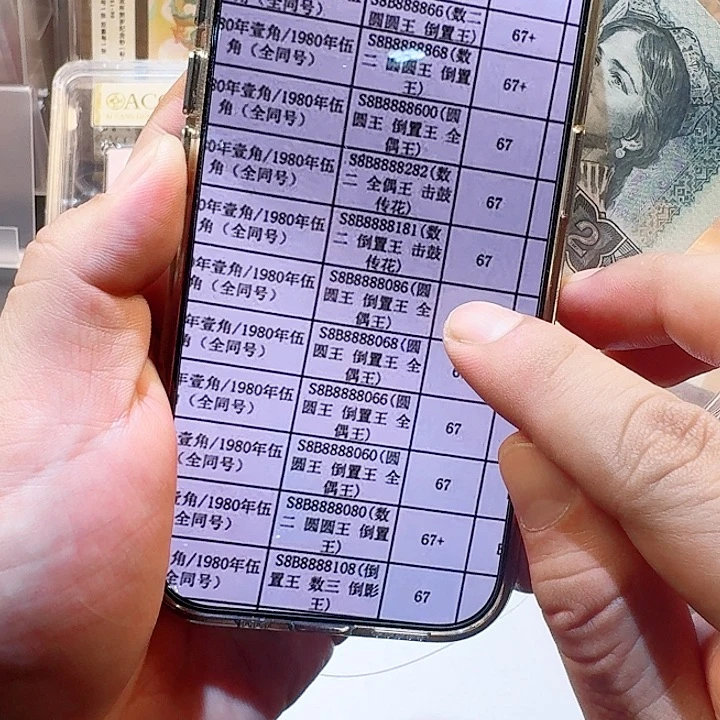 角（全同号）
S8B8888866(数二
圆圆王 倒置王)
67+
80年壹角/1980年伍
角（全同号）
S8B8888868(数
二 圆圆王 倒置
王)
67+
80年壹角/1980年伍
角（全同号）
S8B8888600(圆
圆王 倒置王 全
偶王)
67
0年壹角/1980年伍
角（全同号）
S8B8888282(数
二 全偶王 击鼓
传花)
67
0年壹角/1980年伍
角（全同号）
S8B8888181(数
二 倒置王 击鼓
传花)
67
年壹角/1980年伍
角（全同号）
S8B8888086(圆
圆王 倒置王 全
偶王)
年壹角/1980年伍
（全同号）
S8B8888068(圆
圆王 倒置王 全
偶王)
年壹角/1980年伍
（全同号）
S8B8888066(圆
圆王 倒置王 全
偶王)
67
壹角/1980年伍
（全同号）
S8B8888060(圆
圆王 倒置王 全
偶王)
67
壹角/1980年伍
（全同号）
S8B8888080(数
二 圆圆王 倒置
王)
67+
角/1980年伍
全同号）
S8B8888108(倒
置王 数三 倒影
王)
67
AC
2